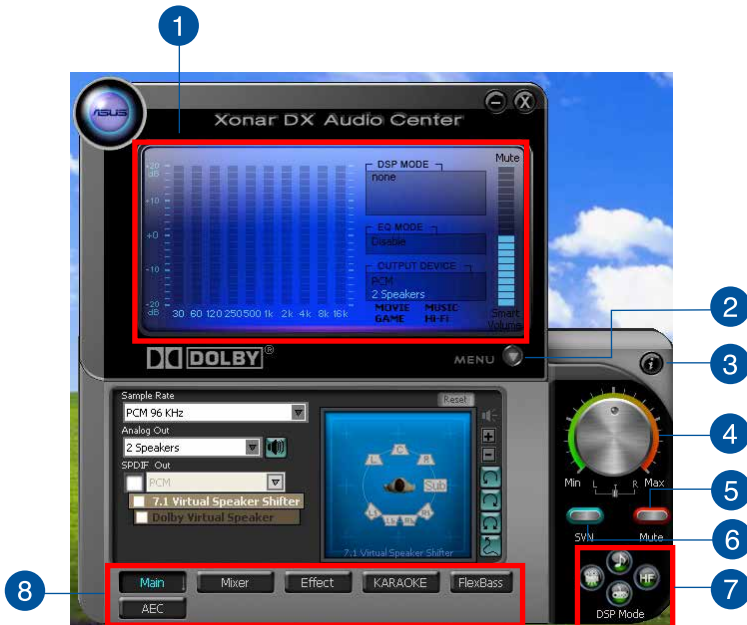 1
ASUS
Xonar DX Audio Center
Mute
+20
dB
+10
+0
-10
-20
dB
30 60 120 250 500 1k 2k 4k 8k 16k
DSP MODE
none
EQ MODE
Disable
OUTPUT DEVICE
PCM
2 Speakers
MOVIE MUSIC
GAME Hi-Fi
Smart
Volume
DOLBY®
MENU
2
3
Sample Rate
PCM 96 KHz
Analog Out
2 Speakers
SPDIF Out
PCM
7.1 Virtual Speaker Shifter
Dolby Virtual Speaker
Reset
L C R
Sub
7.1 Virtual Speaker Shifter
Min L R Max
4
5
SVN Mute
6
HF
DSP Mode
7
8
Main Mixer Effect KARAOKE FlexBass
AEC